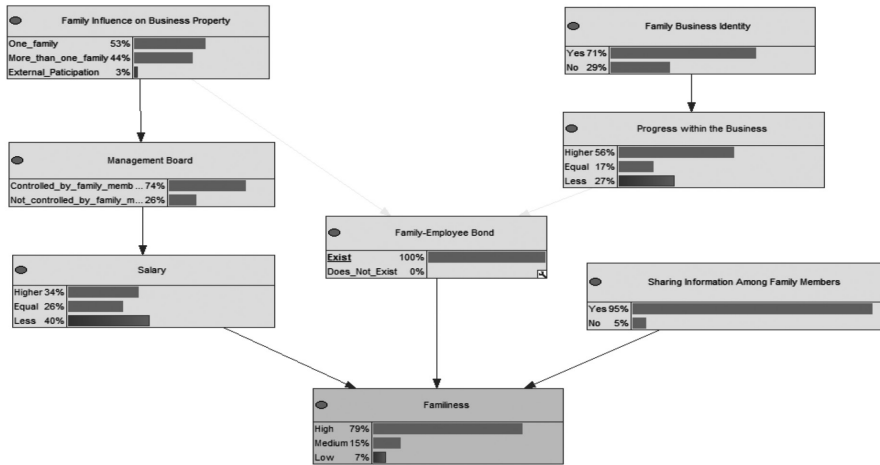 Family Influence on Business Property
One_family 53%
More_than_one_family 44%
External_Paticipation 3%
Family Business Identity
Yes 71%
No 29%
Progress within the Business
Higher 56%
Equal 17%
Less 27%
Management Board
Controlled_by_family_memb ... 74%
Not_controlled_by_family_m... 26%
Family-Employee Bond
Exist 100%
Does_Not_Exist 0%
Salary
Higher 34%
Equal 26%
Less 40%
Sharing Information Among Family Members
Yes 95%
No 5%
Familiness
High 79%
Medium 15%
Low 7%